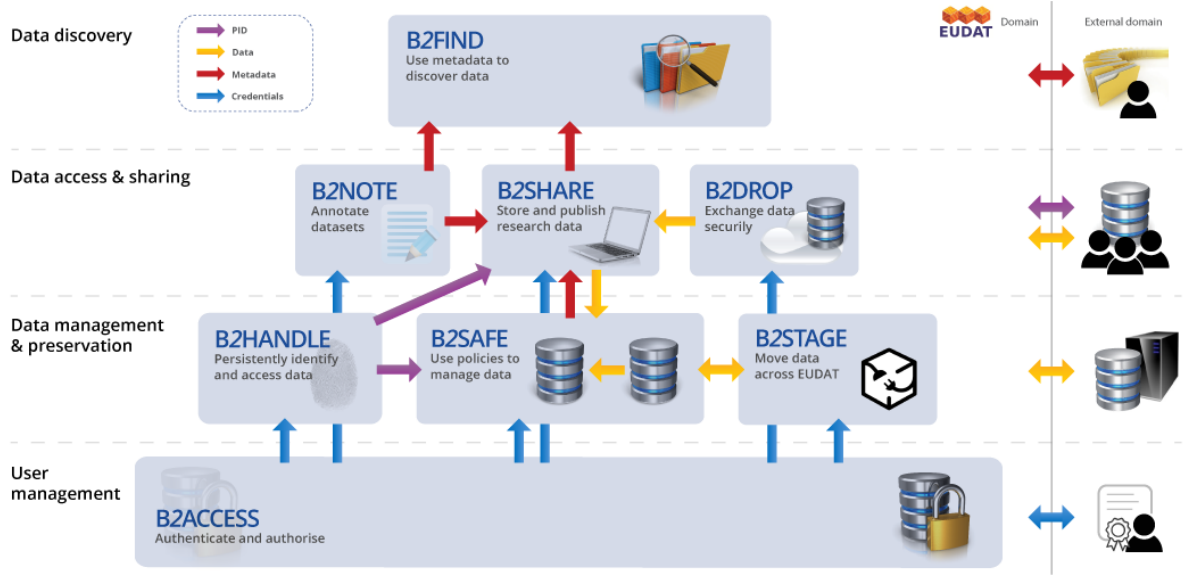 Data discovery
PID
Data
Metadata
Credentials
B2FIND
Use metadata to
discover data
EUDAT
Domain
External domain
Data access & sharing
B2NOTE
Annotate
datasets
B2SHARE
Store and publish
research data
B2DROP
Exchange data
securily
Data management
& preservation
B2HANDLE
Persistently identify
and access data
B2SAFE
Use policies to
manage data
B2STAGE
Move data
across EUDAT
User
management
B2ACCESS
Authenticate and authorise